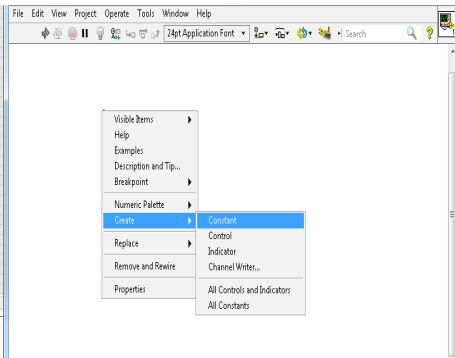 File Edit View Project Operate Tools Window Help
24pt Application Font Search
Visible Items
Help
Examples
Description and Tip...
Breakpoint
Numeric Palette
Create
Replace
Remove and Rewire
Properties
Constant
Control
Indicator
Channel Writer...
All Controls and Indicators
All Constants